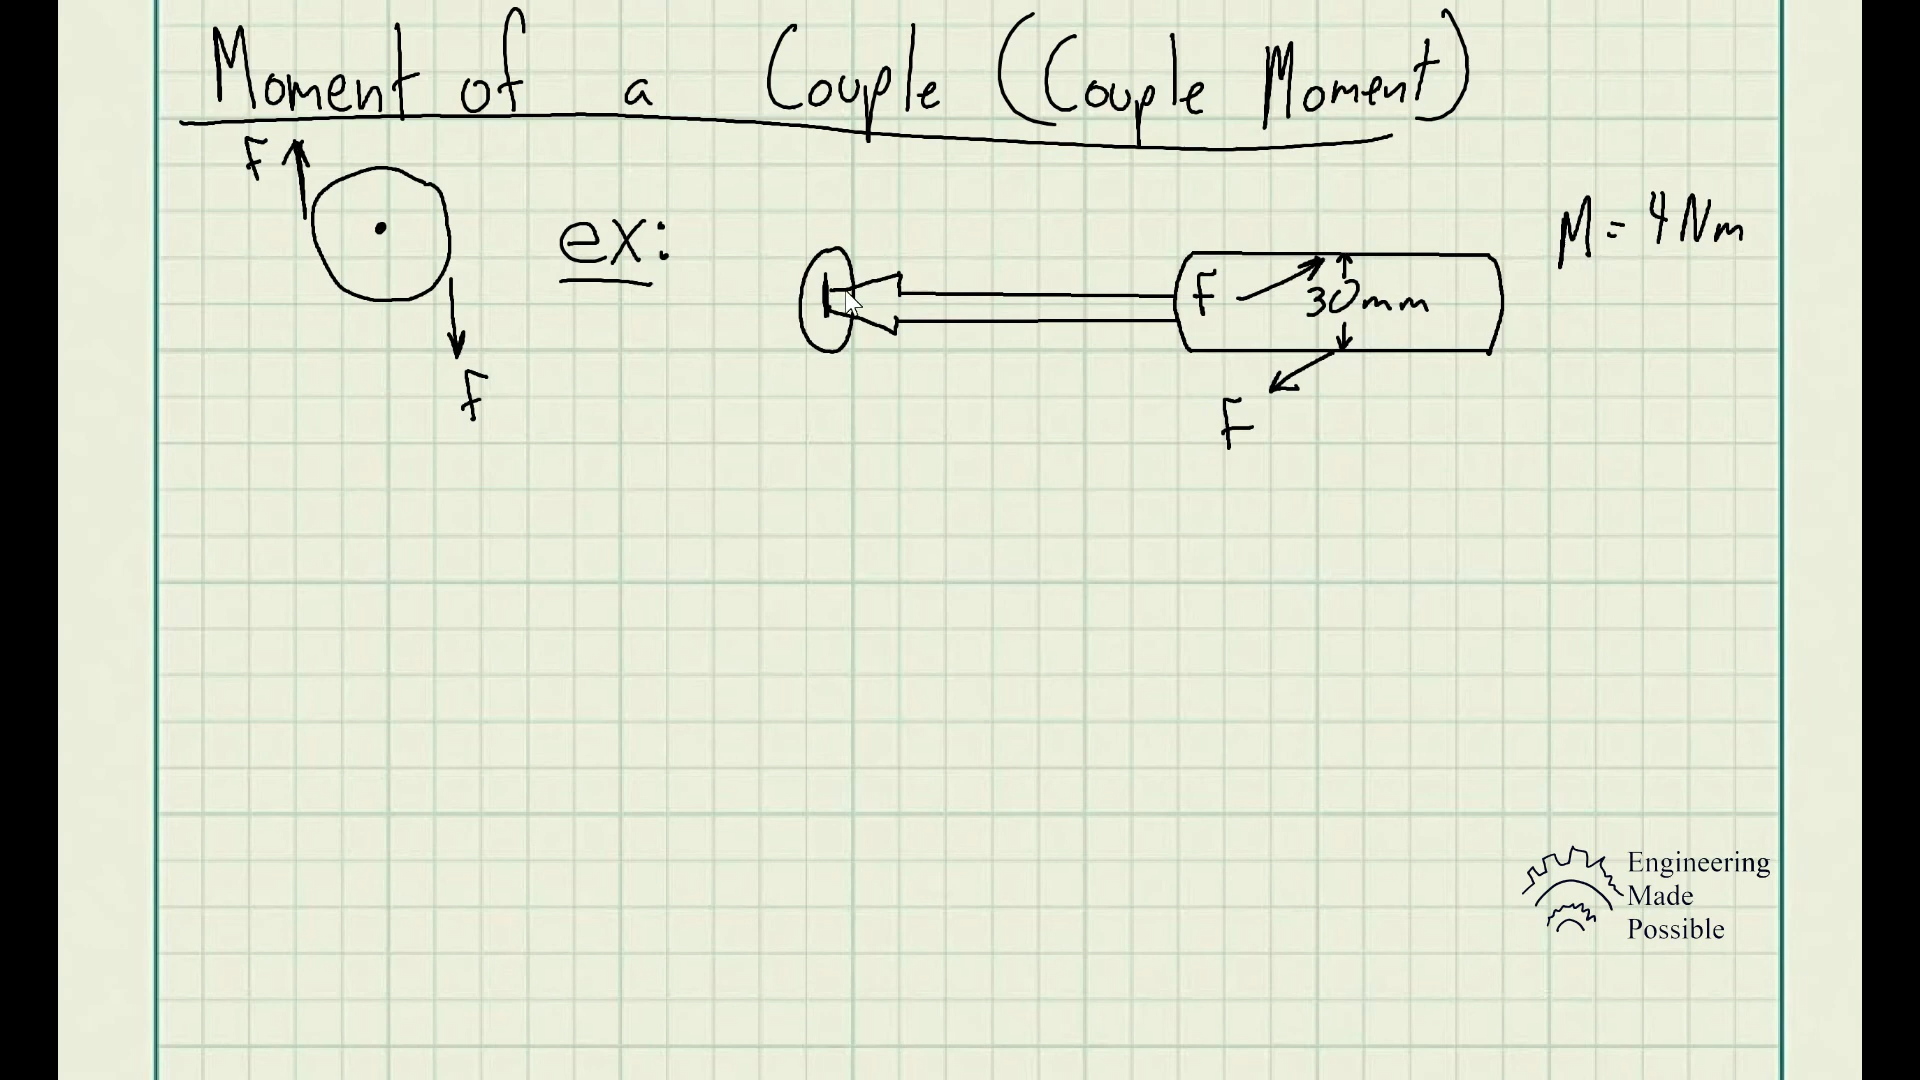 Moment of a Couple (Couple Moment)
F
F
ex:
F
30mm
F
M = 4 Nm
Engineering
Made
Possible